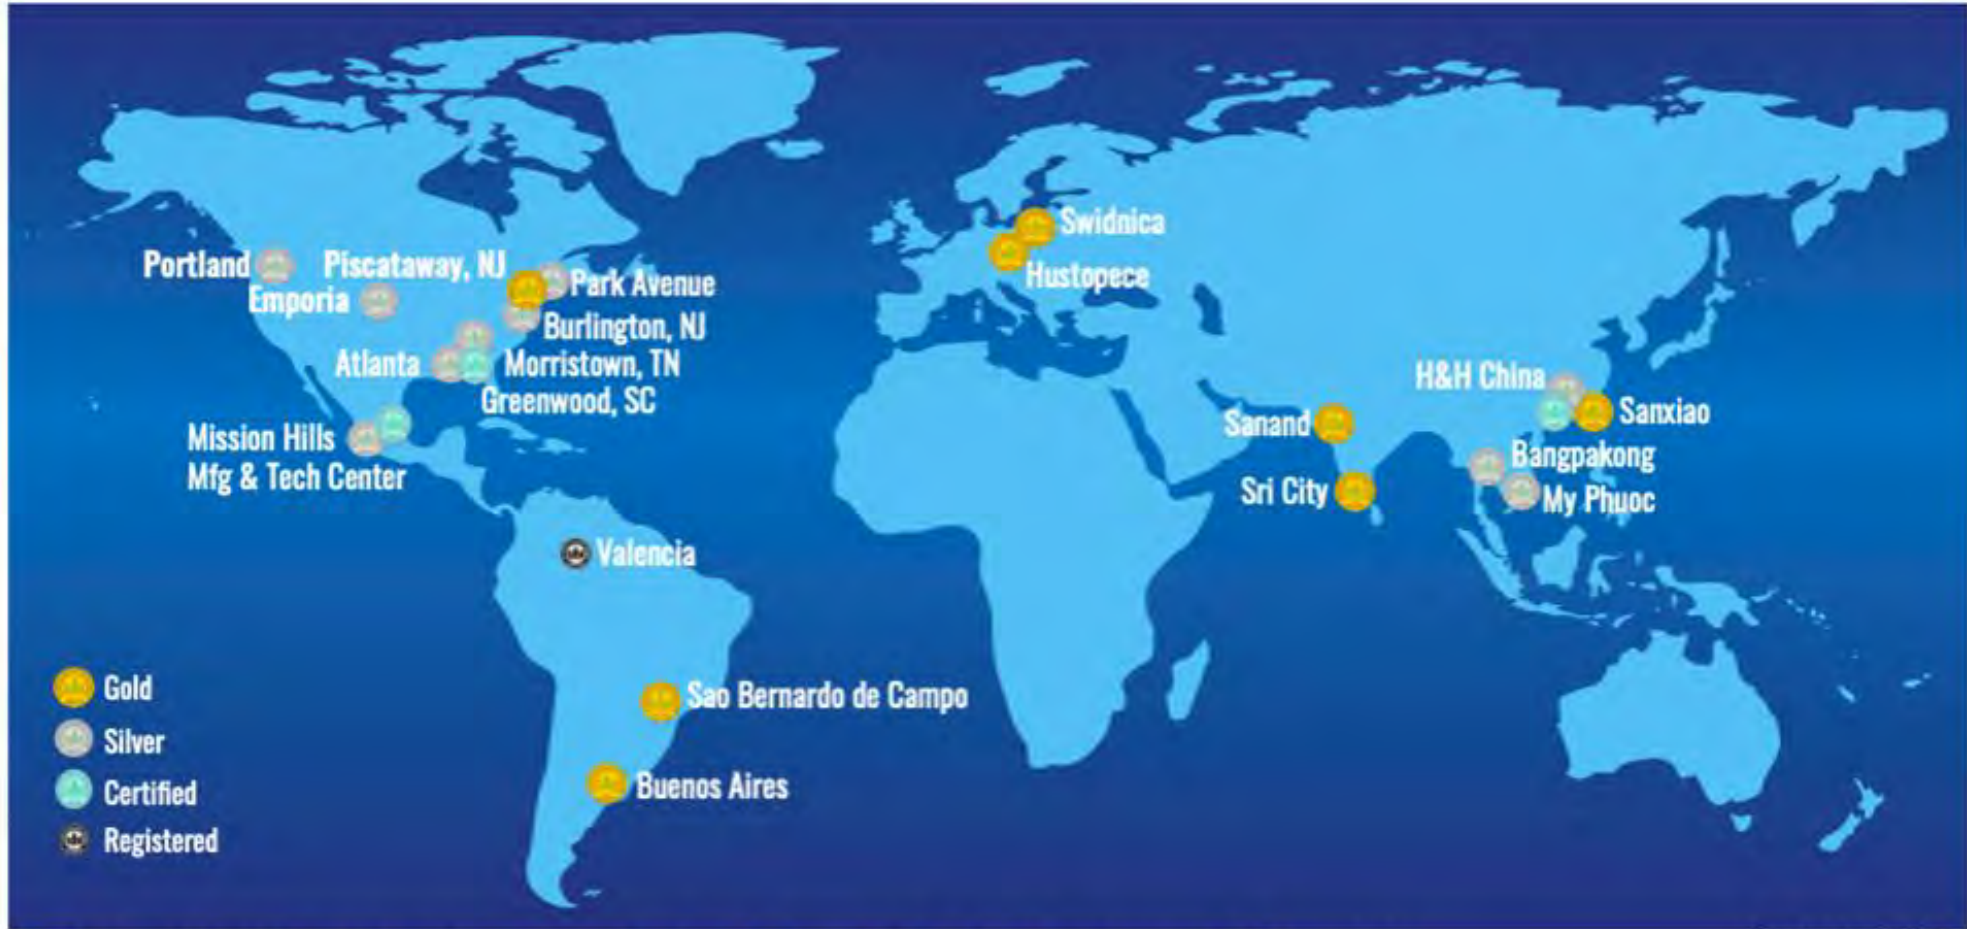 Swidnica
Hustopece
Portland
Piscataway, NJ
Emporia
Park Avenue
Burlington, NJ
Atlanta
Morristown, TN
Greenwood, SC
H&H China
Sanxiao
Sanand
Mission Hills
Mfg & Tech Center
Bangpakong
Sri City
My Phuoc
Valencia
Sao Bernardo de Campo
Buenos Aires
Gold
Silver
Certified
Registered